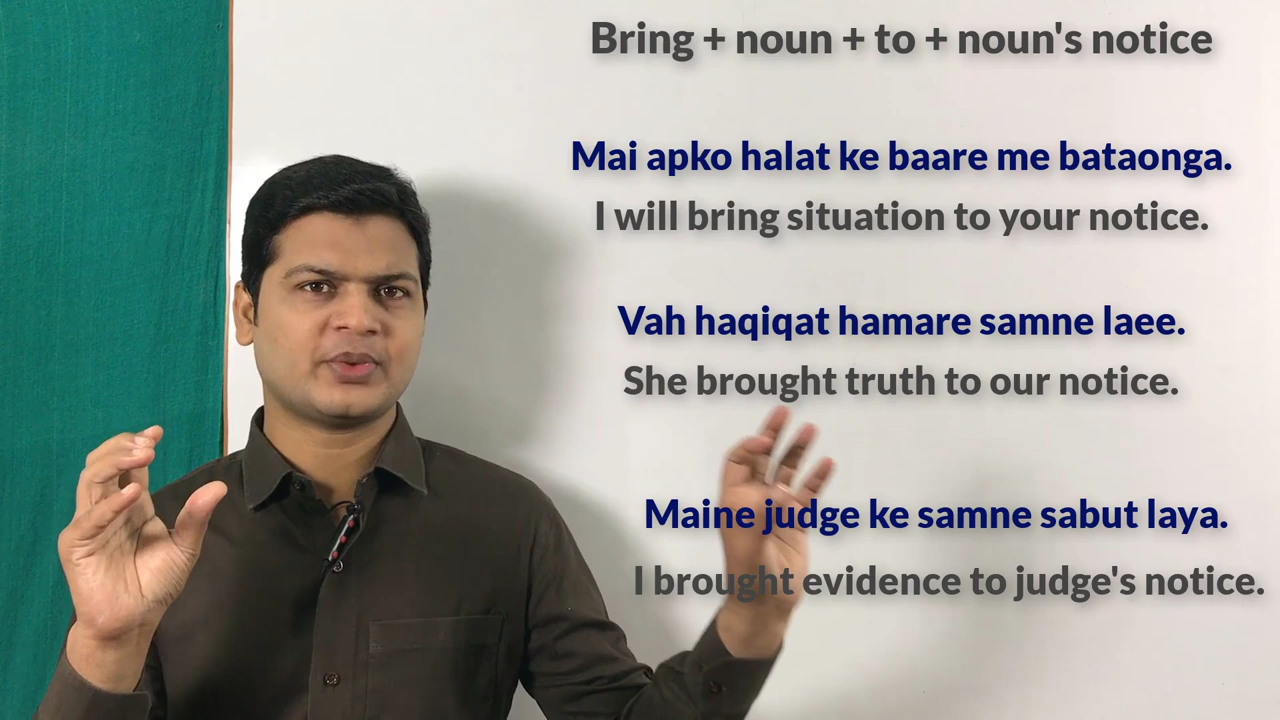 Bring + noun + to + noun's notice
Mai apko halat ke baare me bataonga.
I will bring situation to your notice.
Vah haqiqat hamare samne laee.
She brought truth to our notice.
Maine judge ke samne sabut laya.
I brought evidence to judge's notice.